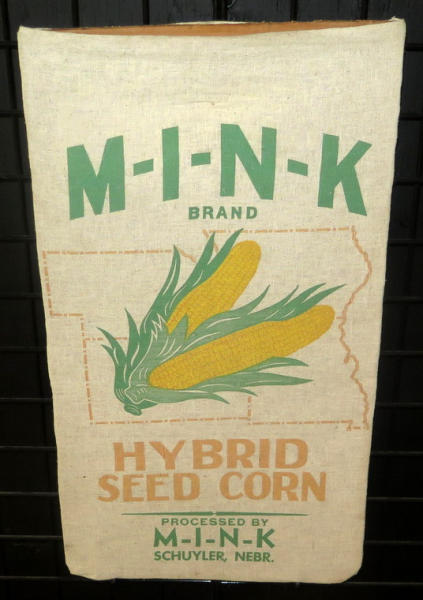 M-I-N-K
BRAND
HYBRID
SEED CORN
PROCESSED BY
M-I-N-K
SCHUYLER, NEBR.